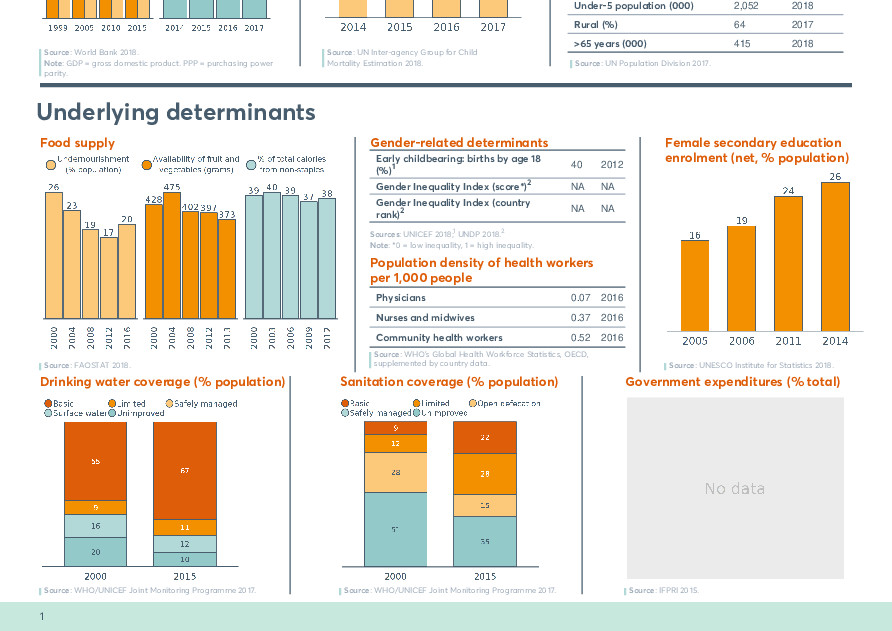 1999 2005 2010 2015
2014 2015 2016 2017
Source: World Bank 2018.
Note: GDP = gross domestic product. PPP = purchasing power
parity.
2014 2015 2016 2017
Source: UN Inter-agency Group for Child
Mortality Estimation 2018.
Under-5 population (000) 2,052 2018
Rural (%) 64 2017
>65 years (000) 415 2018
Source: UN Population Division 2017.
Underlying determinants
Food supply
Undernourishment
(% population)
Availability of fruit and
vegetables (grams)
% of total calories
from non-staples
26 23 19 17 20
428 475 402 397 373
39 40 39 37 38
2000 2004 2008 2012 2016
2000 2004 2008 2012
2000 2006 2009 2012
Source: FAOSTAT 2018.
Gender-related determinants
Early childbearing: births by age 18
(%)¹ 40 2012
Gender Inequality Index (score*)² NA NA
Gender Inequality Index (country
rank)² NA NA
Sources: UNICEF 2018,¹ UNDP 2018.²
Note: *0 = low inequality, 1 = high inequality.
Population density of health workers
per 1,000 people
Physicians 0.07 2016
Nurses and midwives 0.37 2016
Community health workers 0.52 2016
Source: WHO's Global Health Workforce Statistics, OECD,
supplemented by country data.
Female secondary education
enrolment (net, % population)
16 19 24 26
2005 2006 2011 2014
Source: UNESCO Institute for Statistics 2018.
Drinking water coverage (% population)
Basic Limited Safely managed
Surface water Unimproved
55 9 16 20
67 11 12 10
2000 2015
Source: WHO/UNICEF Joint Monitoring Programme 2017.
Sanitation coverage (% population)
Basic Limited Open defecation
Safely managed Unimproved
9 12 28 51
22 28 15 35
2000 2015
Source: WHO/UNICEF Joint Monitoring Programme 2017.
Government expenditures (% total)
No data
Source: IFPRI 2015.
1